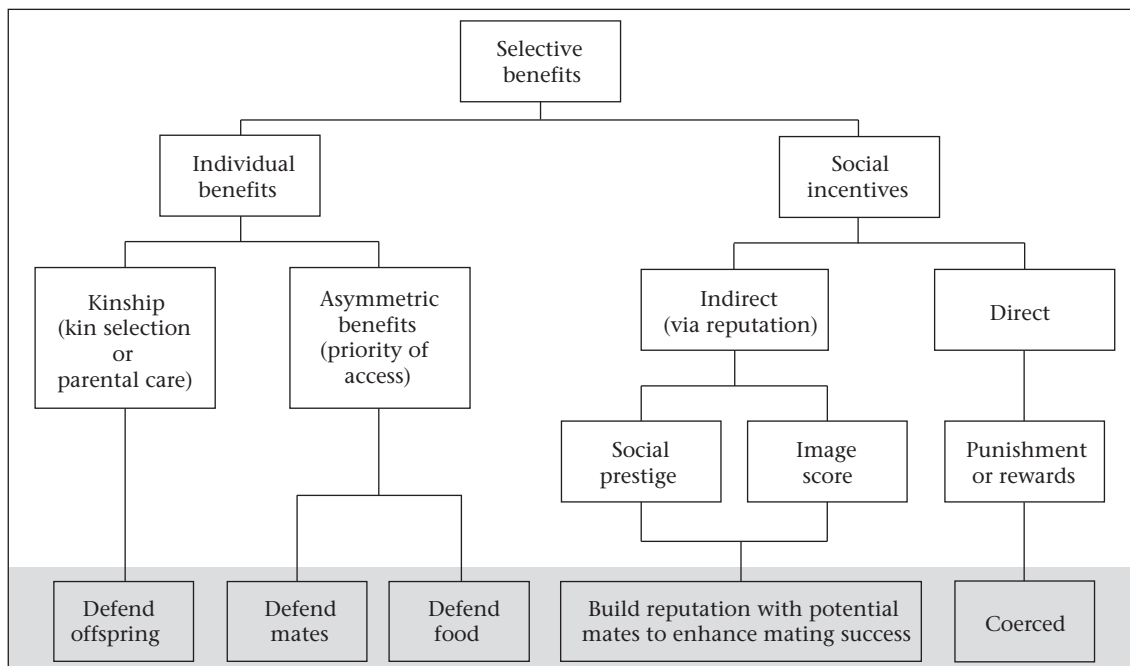 Selective
benefits
Individual
benefits
Social
incentives
Kinship
(kin selection
or
parental care)
Asymmetric
benefits
(priority of
access)
Indirect
(via reputation)
Direct
Social
prestige
Image
score
Punishment
or rewards
Defend
offspring
Defend
mates
Defend
food
Build reputation with potential
mates to enhance mating success
Coerced